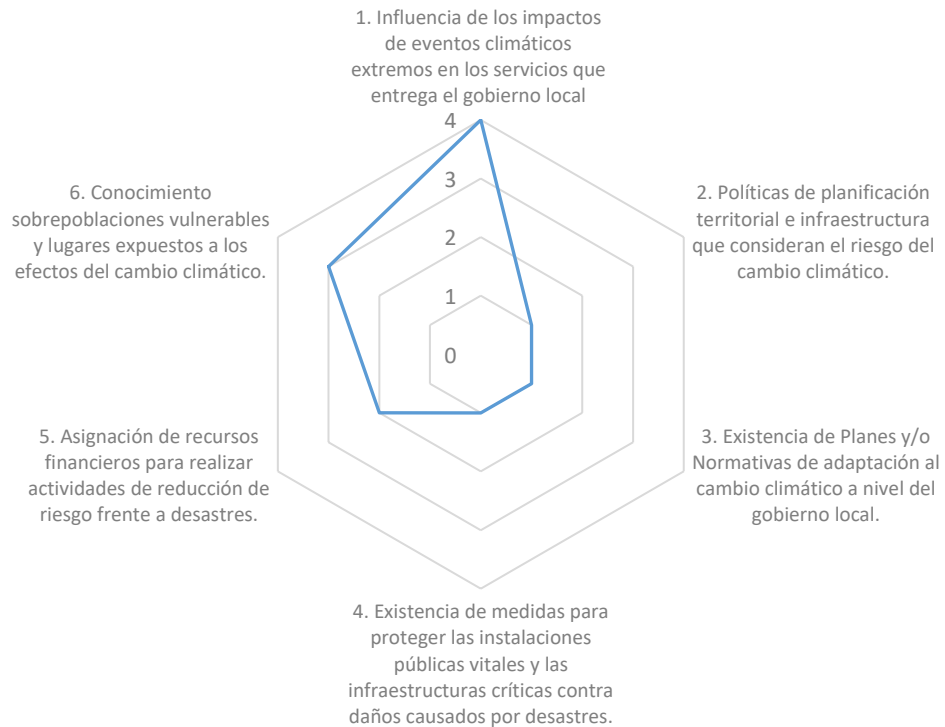 1. Influencia de los impactos
de eventos climáticos
extremos en los servicios que
entrega el gobierno local
4
3
2
1
0
6. Conocimiento
sobrepoblaciones vulnerables
y lugares expuestos a los
efectos del cambio climático.
2. Políticas de planificación
territorial e infraestructura
que consideran el riesgo del
cambio climático.
5. Asignación de recursos
financieros para realizar
actividades de reducción de
riesgo frente a desastres.
3. Existencia de Planes y/o
Normativas de adaptación al
cambio climático a nivel del
gobierno local.
4. Existencia de medidas para
proteger las instalaciones
públicas vitales y las
infraestructuras críticas contra
daños causados por desastres.